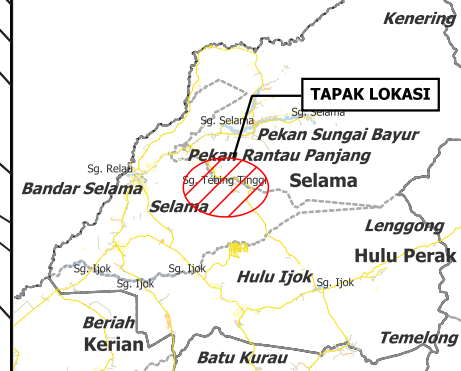 Kenering
TAPAK LOKASI
Sg. Selama
Sg. Selama
Pekan Sungai Bayur
Pekan Rantau Panjang
Sg. Relau
Sg. Tebing Tinggi
Selama
Bandar Selama
Selama
Lenggong
Hulu Perak
Sg. Ijok
Sg. Ijok
Hulu Ijok
Sg. Ijok
Sg. Ijok
Beriah
Kerian
Temelong
Batu Kurau